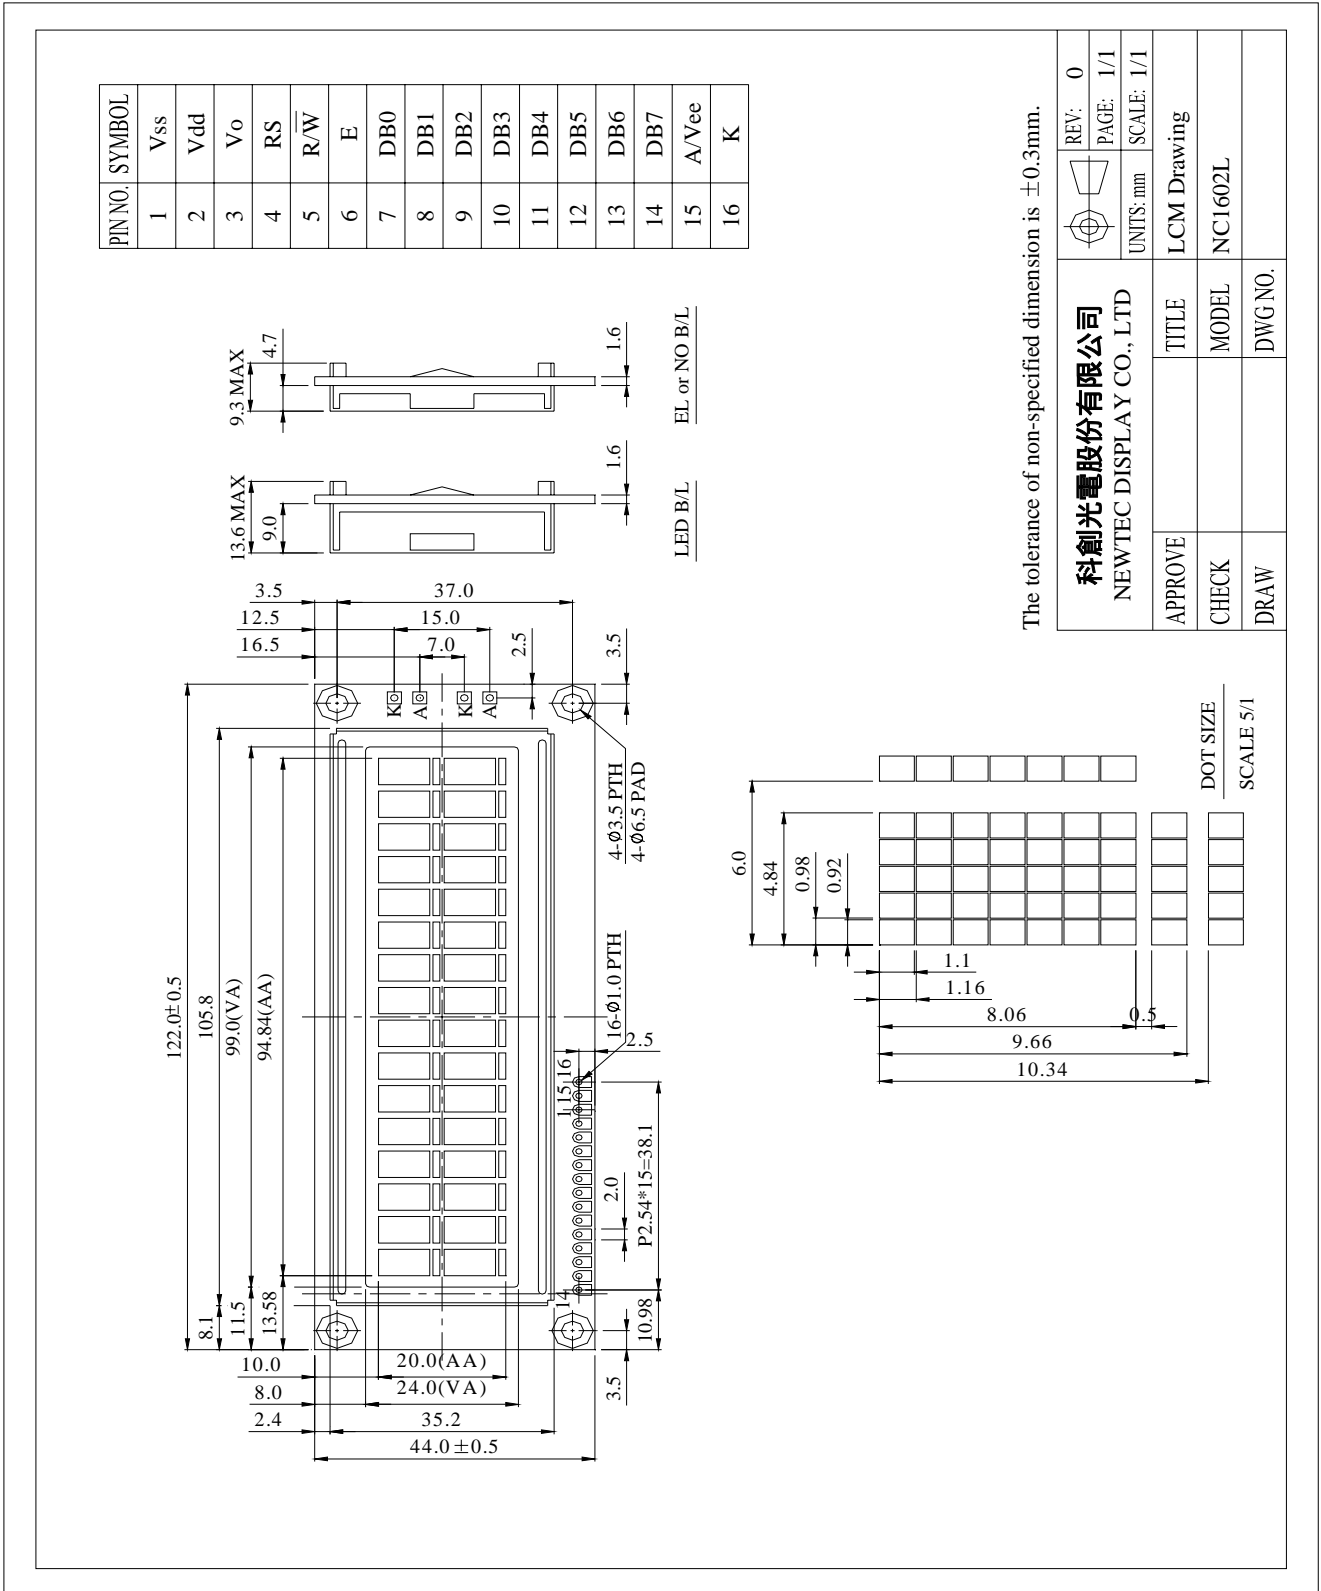 PIN NO. SYMBOL
1 Vss
2 Vdd
3 Vo
4 RS
5 R/W̅
6 E
7 DB0
8 DB1
9 DB2
10 DB3
11 DB4
12 DB5
13 DB6
14 DB7
15 A/Vee
16 K
9.3 MAX
4.7
1.6
EL or NO B/L
13.6 MAX
9.0
1.6
LED B/L
3.5
37.0
12.5
15.0
16.5
7.0
2.5
3.5
K
A
K
A
122.0±0.5
105.8
99.0(VA)
94.84(AA)
4-Ø3.5 PTH
4-Ø6.5 PAD
16-Ø1.0 PTH
2.5
16
15
1
14
P2.54*15=38.1
2.0
10.98
3.5
8.1
11.5
13.58
10.0
20.0(AA)
8.0
24.0(VA)
2.4
35.2
44.0±0.5
6.0
4.84
0.98
0.92
1.1
1.16
8.06
0.5
9.66
10.34
DOT SIZE
SCALE 5/1
The tolerance of non-specified dimension is ±0.3mm.
科創光電股份有限公司
NEWTEC DISPLAY CO., LTD
UNITS: mm
REV: 0
PAGE: 1/1
SCALE: 1/1
APPROVE
TITLE LCM Drawing
CHECK
MODEL NC1602L
DRAW
DWG NO.